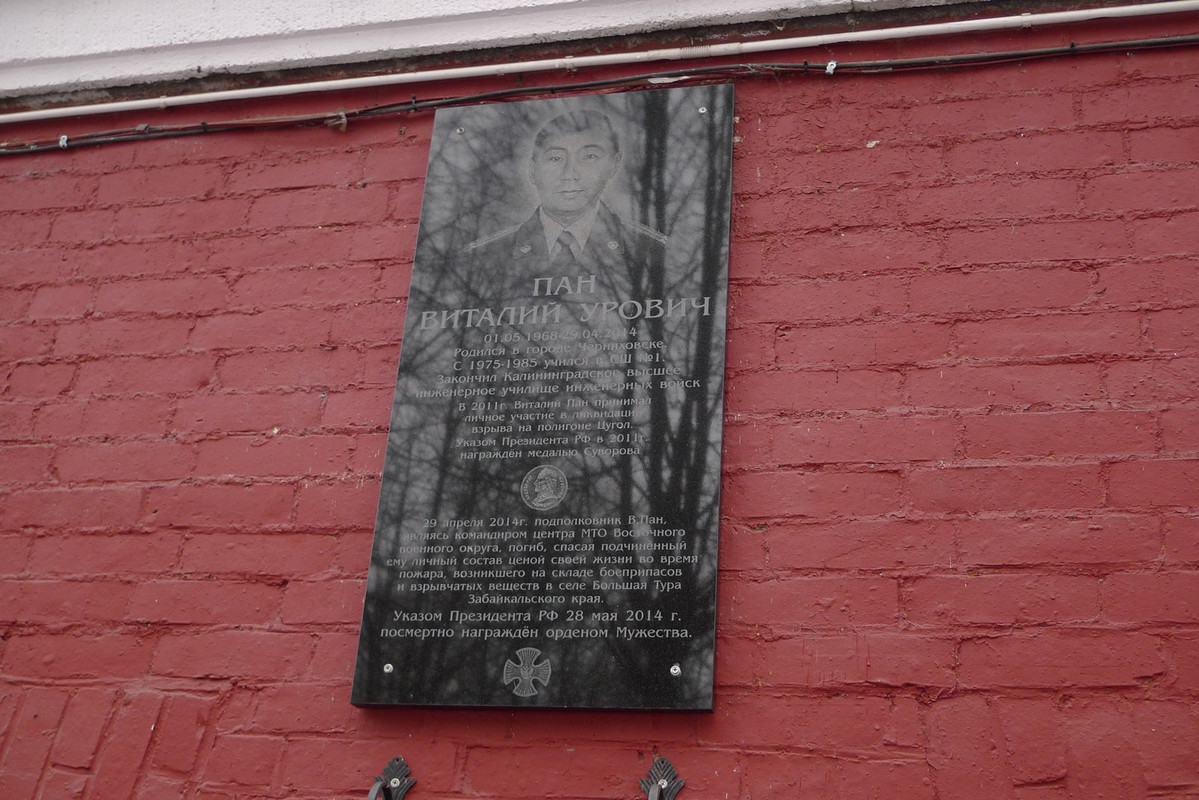 ПАН
ВИТАЛИЙ УРОВИЧ
01.05.1968-29.04.2014
Родился в городе Черняховске.
С 1975-1985 учился в СШ №1.
Закончил Калининградское высшее
инженерное училище инженерных войск
В 2011г. Виталий Пан принимал
личное участие в ликвидации
взрыва на полигоне Цугол.
Указом Президента РФ в 2011г.
награждён медалью Суворова
29 апреля 2014г. подполковник В.Пан,
являясь командиром центра МТО Восточного
военного округа, погиб, спасая подчинённый
ему личный состав ценой своей жизни во время
пожара, возникшего на складе боеприпасов
и взрывчатых веществ в селе Большая Тура
Забайкальского края.
Указом Президента РФ 28 мая 2014 г.
посмертно награждён орденом Мужества.